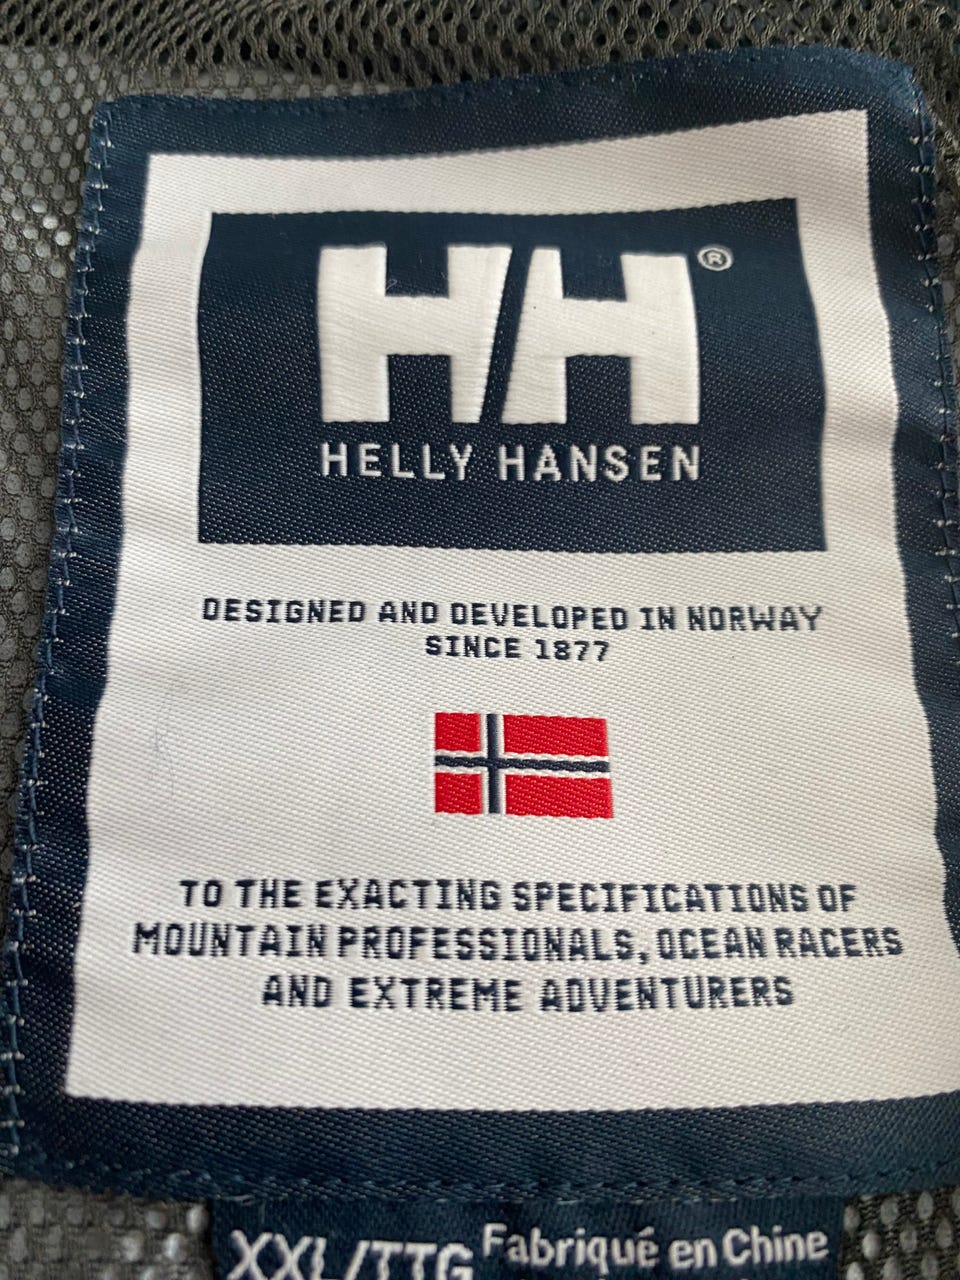 HH®
HELLY HANSEN
DESIGNED AND DEVELOPED IN NORWAY
SINCE 1877
TO THE EXACTING SPECIFICATIONS OF
MOUNTAIN PROFESSIONALS, OCEAN RACERS
AND EXTREME ADVENTURERS
XXL/TTG Fabriqué en Chine